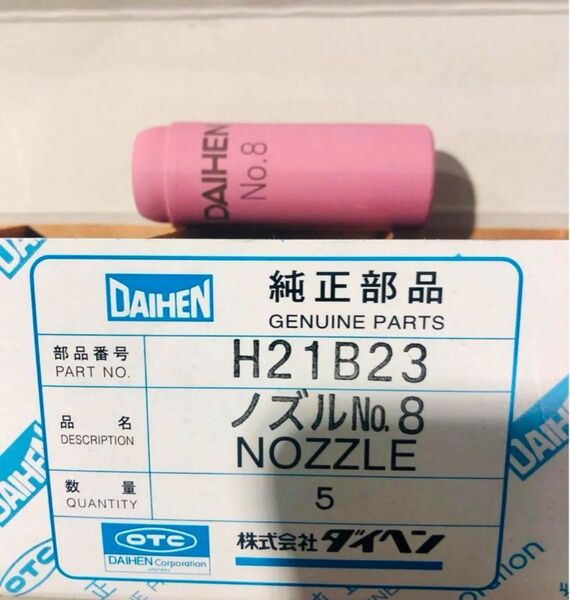 DAIHEN
No.8
DAIHEN
純正部品
GENUINE PARTS
部品番号
PART NO.
H21B23
品名
DESCRIPTION
ノズルNo.8
NOZZLE
数量
QUANTITY
5
OTC
DAIHEN Corporation
株式会社ダイヘン
DAIHEN
OTC